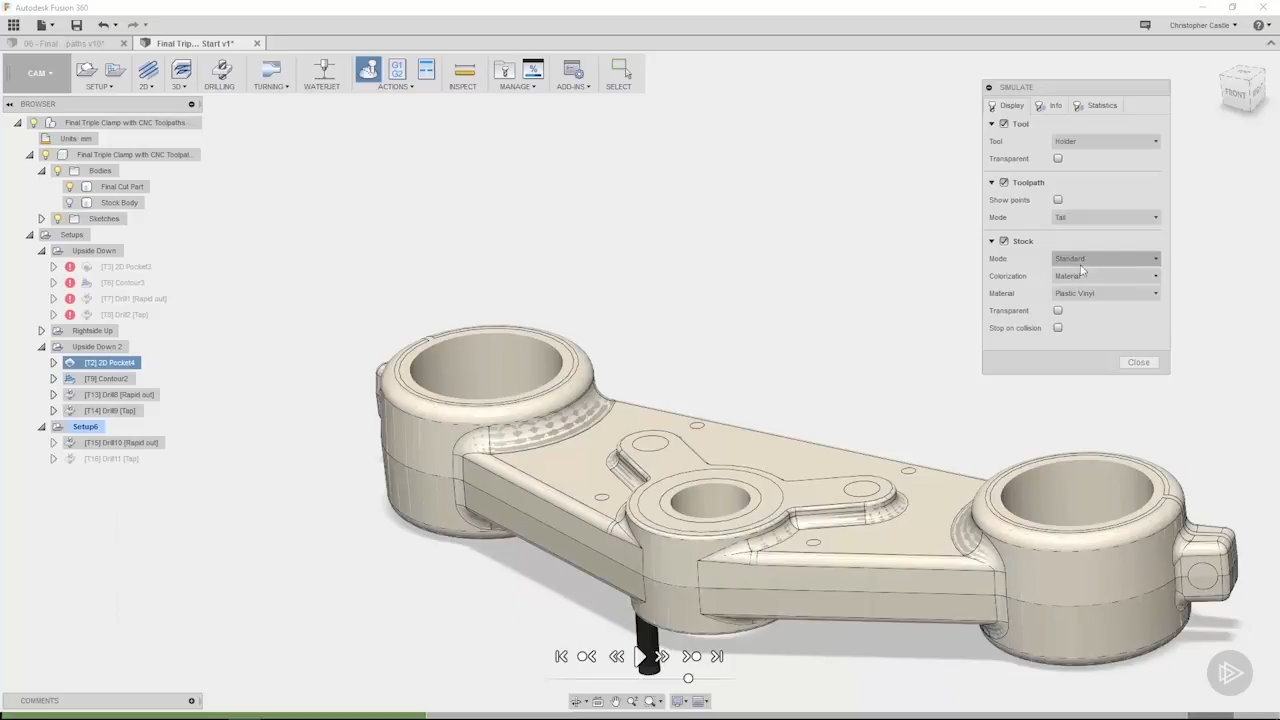 Autodesk Fusion 360
Christopher Castle
06 - Final ...paths v10*
Final Trip... Start v1*
CAM
SETUP
2D
3D
DRILLING
TURNING
WATERJET
G1
G2
ACTIONS
INSPECT
MANAGE
ADD-INS
SELECT
BROWSER
Final Triple Clamp with CNC Toolpaths
Units: mm
Final Triple Clamp with CNC Toolpat...
Bodies
Final Cut Part
Stock Body
Sketches
Setups
Upside Down
[T3] 2D Pocket3
[T6] Contour3
[T7] Drill1 [Rapid out]
[T8] Drill2 [Tap]
Rightside Up
Upside Down 2
[T2] 2D Pocket4
[T9] Contour2
[T13] Drill8 [Rapid out]
[T14] Drill9 [Tap]
Setup6
[T15] Drill10 [Rapid out]
[T16] Drill11 [Tap]
COMMENTS
SIMULATE
Display
Info
Statistics
Tool
Tool
Holder
Transparent
Toolpath
Show points
Mode
Tail
Stock
Mode
Standard
Colorization
Material
Material
Plastic Vinyl
Transparent
Stop on collision
Close
FRONT